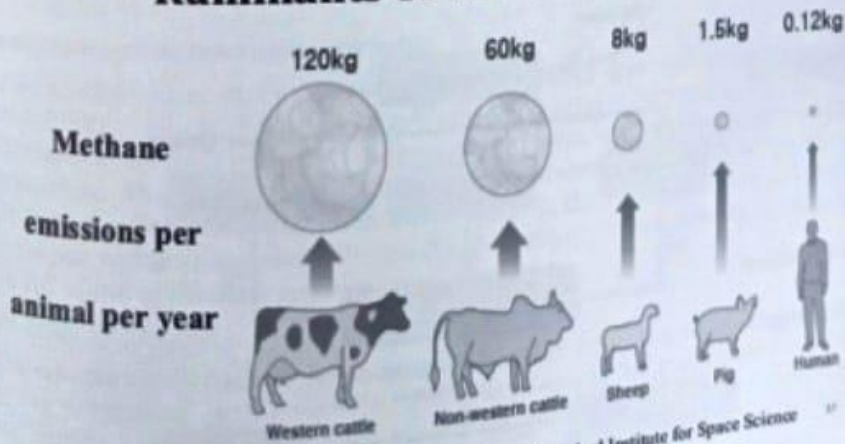 120kg 60kg 8kg 1.5kg 0.12kg
Methane
emissions per
animal per year
Western cattle Non-western cattle Sheep Pig Human
Institute for Space Science